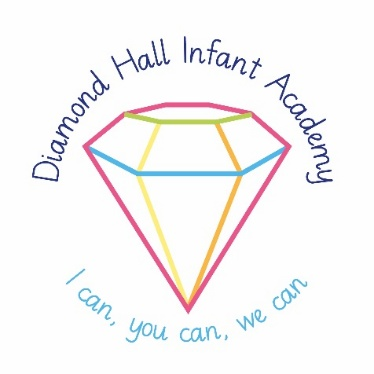 Diamond Hall Infant Academy
I can, you can, we can